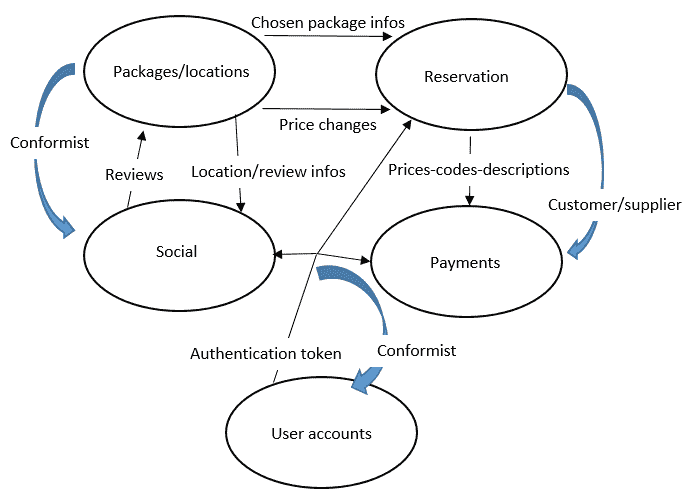 Chosen package infos
Packages/locations
Reservation
Price changes
Conformist
Reviews
Location/review infos
Prices-codes-descriptions
Customer/supplier
Social
Payments
Authentication token
Conformist
User accounts